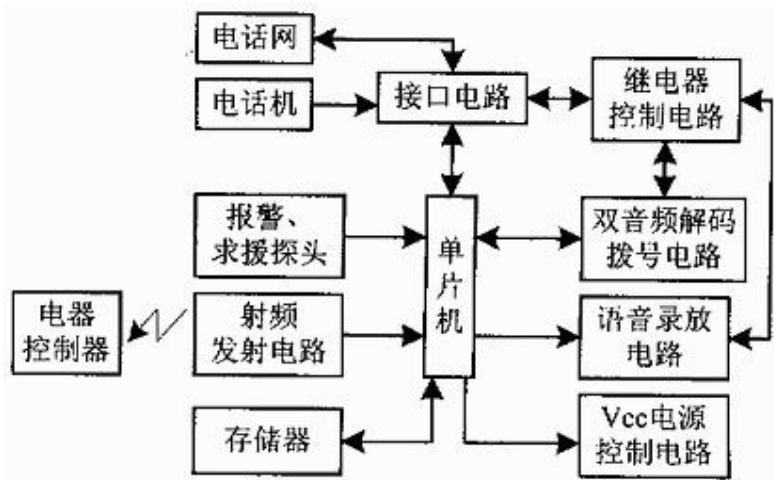 电话网
电话机
接口电路
继电器
控制电路
报警、
求援探头
单
片
机
双音频解码
拨号电路
电器
控制器
射频
发射电路
语音录放
电路
存储器
Vcc电源
控制电路